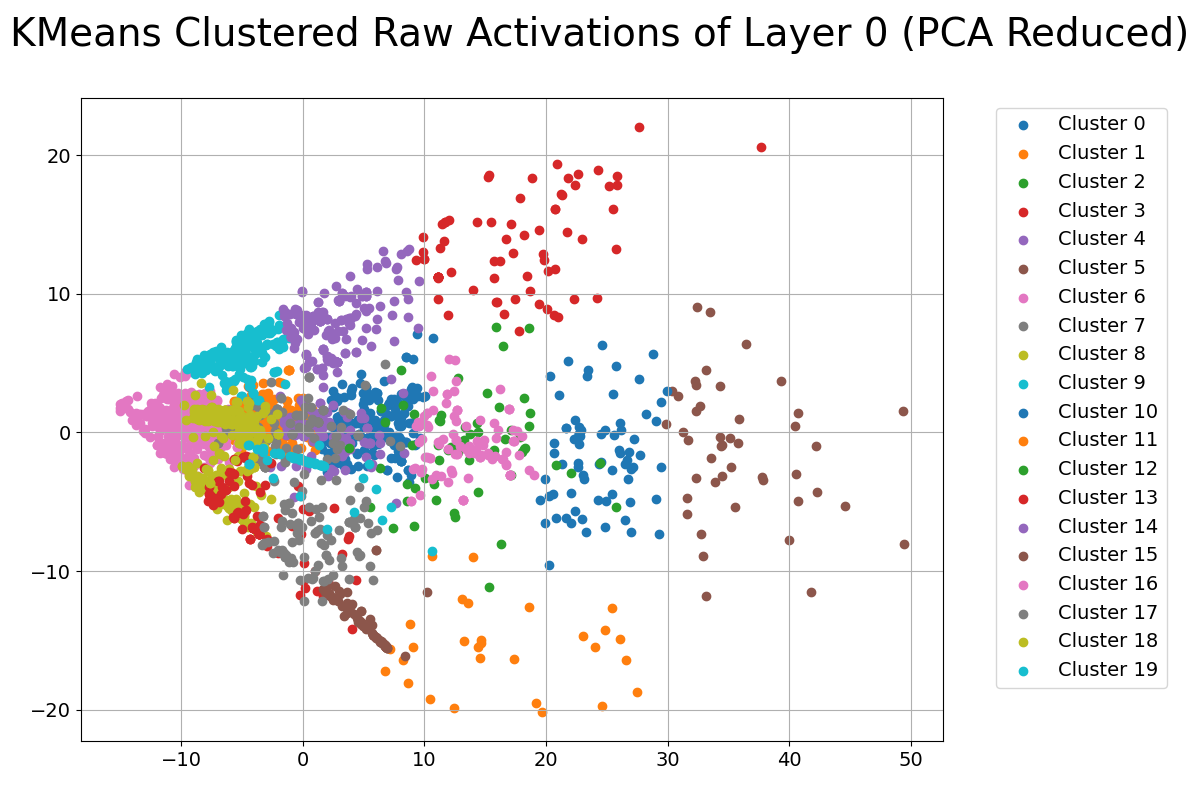 KMeans Clustered Raw Activations of Layer 0 (PCA Reduced)
20
10
0
−10
−20
−10 0 10 20 30 40 50
Cluster 0
Cluster 1
Cluster 2
Cluster 3
Cluster 4
Cluster 5
Cluster 6
Cluster 7
Cluster 8
Cluster 9
Cluster 10
Cluster 11
Cluster 12
Cluster 13
Cluster 14
Cluster 15
Cluster 16
Cluster 17
Cluster 18
Cluster 19